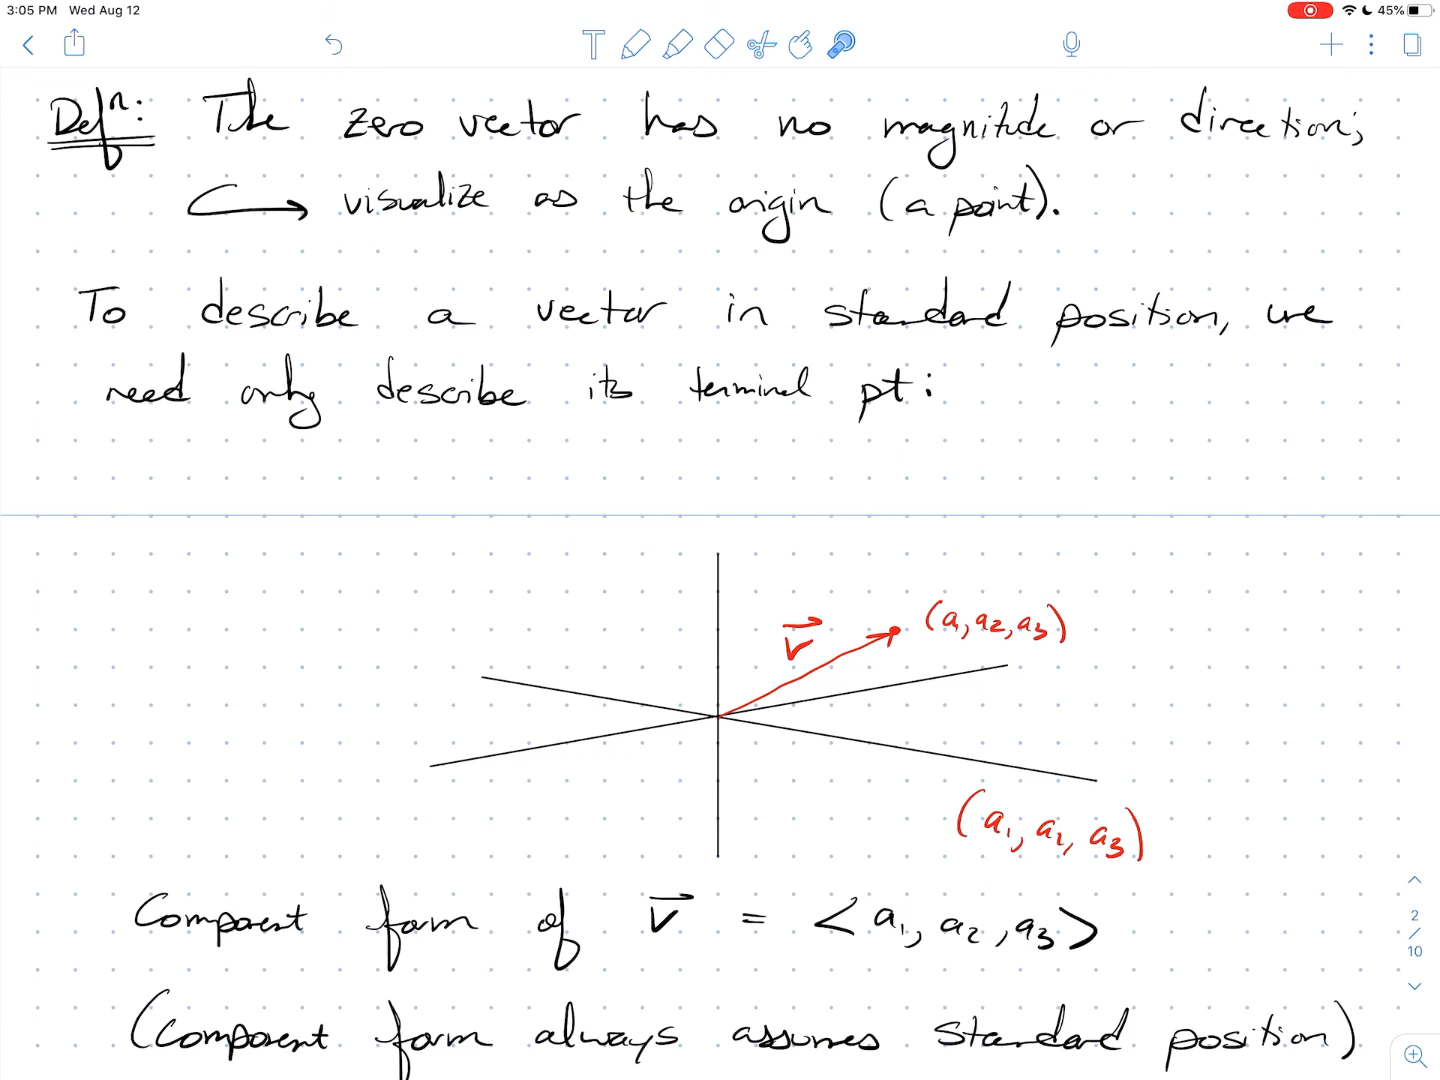 3:05 PM Wed Aug 12
45%
T
Defⁿ: The zero vector has no magnitude or direction;
↪ visualize as the origin (a point).
To describe a vector in standard position, we
need only describe its terminal pt:
v⃗ (a₁, a₂, a₃)
(a₁, a₂, a₃)
Component form of v⃗ = <a₁, a₂, a₃>
(Component form always assumes standard position)
2
/
10